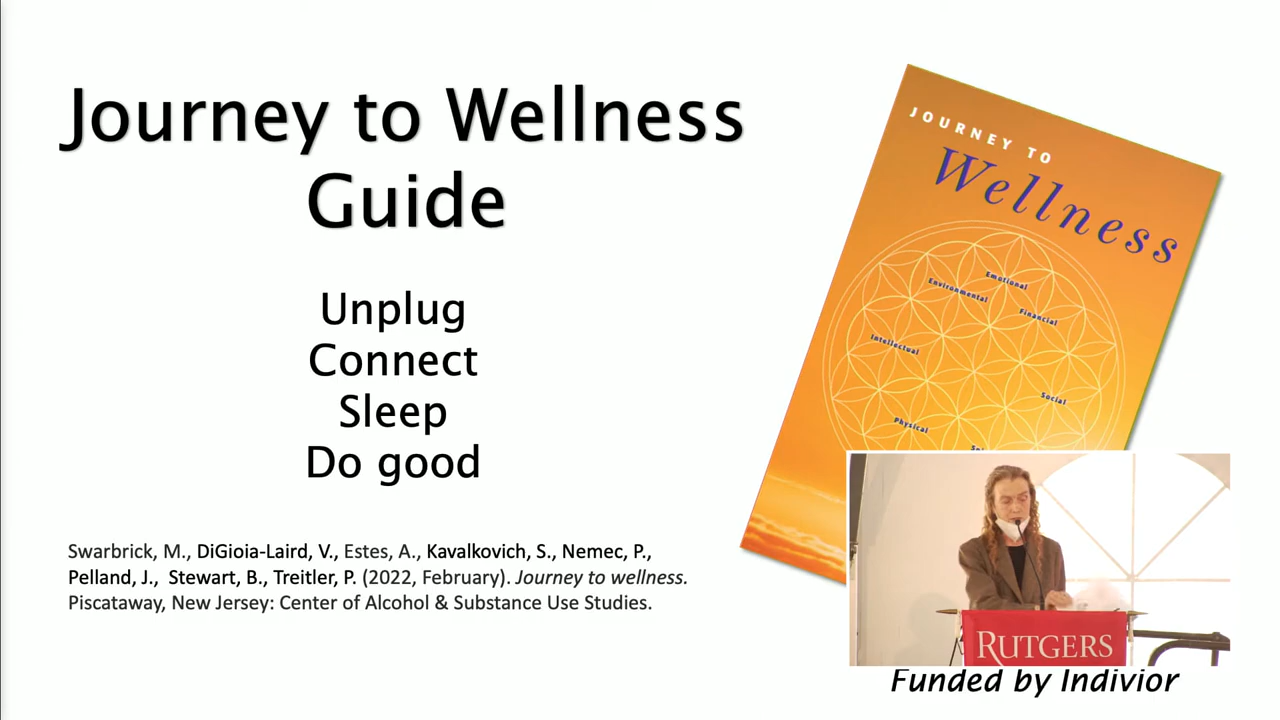 Journey to Wellness
Guide
Unplug
Connect
Sleep
Do good
Swarbrick, M., DiGioia-Laird, V., Estes, A., Kavalkovich, S., Nemec, P.,
Pelland, J., Stewart, B., Treitler, P. (2022, February). Journey to wellness.
Piscataway, New Jersey: Center of Alcohol & Substance Use Studies.
JOURNEY TO
Wellness
Emotional
Environmental
Financial
Intellectual
Social
Physical
RUTGERS
Funded by Indivior